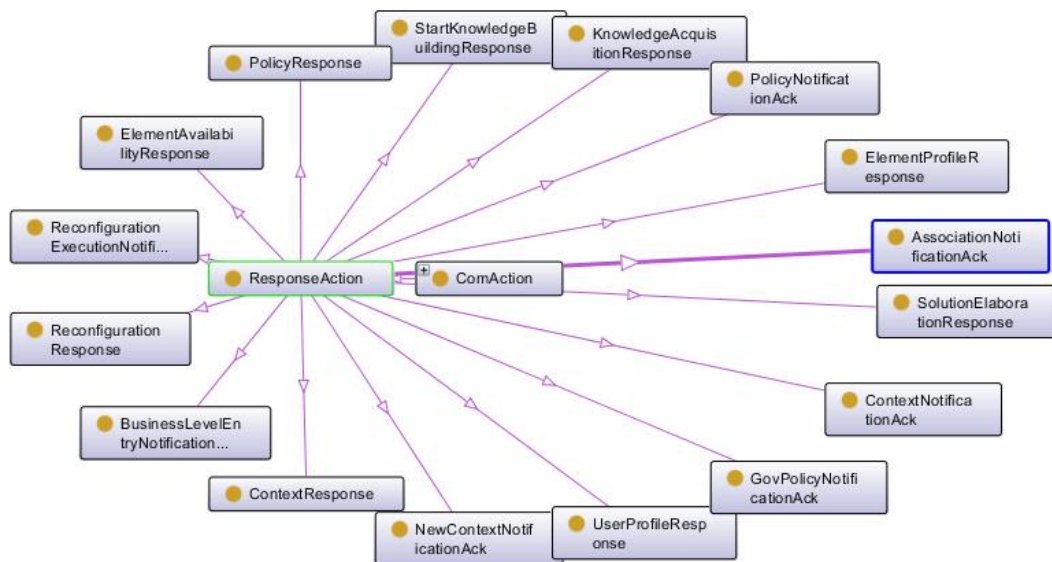 StartKnowledgeB
uildingResponse
KnowledgeAcquis
itionResponse
PolicyResponse
PolicyNotificat
ionAck
ElementAvailabi
lityResponse
ElementProfileR
esponse
Reconfiguration
ExecutionNotifi...
AssociationNoti
ficationAck
ResponseAction
ComAction
SolutionElabora
tionResponse
Reconfiguration
Response
ContextNotifica
tionAck
BusinessLevelEn
tryNotification...
GovPolicyNotifi
cationAck
ContextResponse
NewContextNotif
icationAck
UserProfileResp
onse